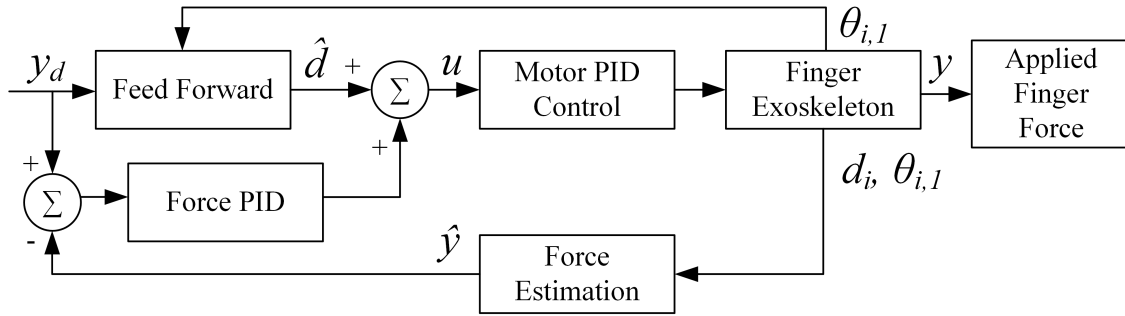 θi,1
yd
Feed Forward
d̂
+
Σ
u
Motor PID
Control
Finger
Exoskeleton
y
Applied
Finger
Force
+
+
Σ
-
Force PID
di, θi,1
ŷ
Force
Estimation